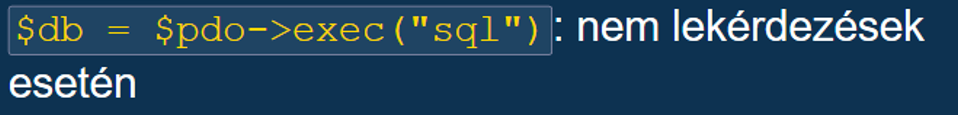 $db = $pdo->exec("sql"): nem lekérdezések
esetén